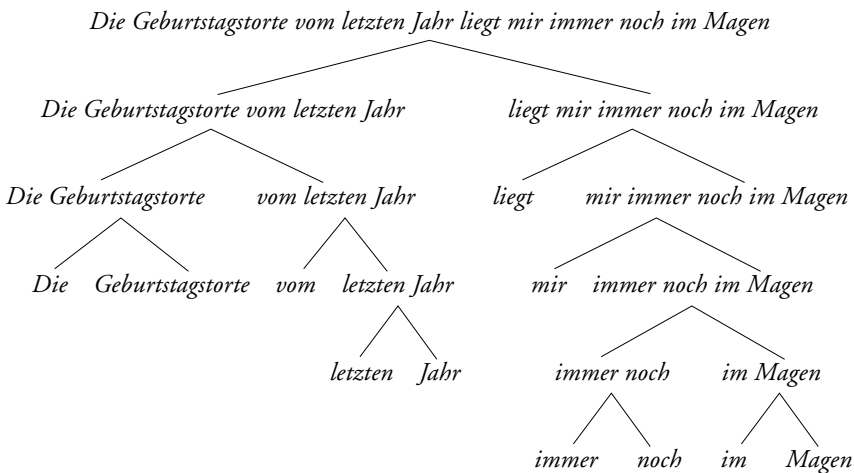 Die Geburtstagstorte vom letzten Jahr liegt mir immer noch im Magen
Die Geburtstagstorte vom letzten Jahr liegt mir immer noch im Magen
Die Geburtstagstorte vom letzten Jahr liegt mir immer noch im Magen
Die Geburtstagstorte vom letzten Jahr mir immer noch im Magen
letzten Jahr immer noch im Magen
immer noch im Magen